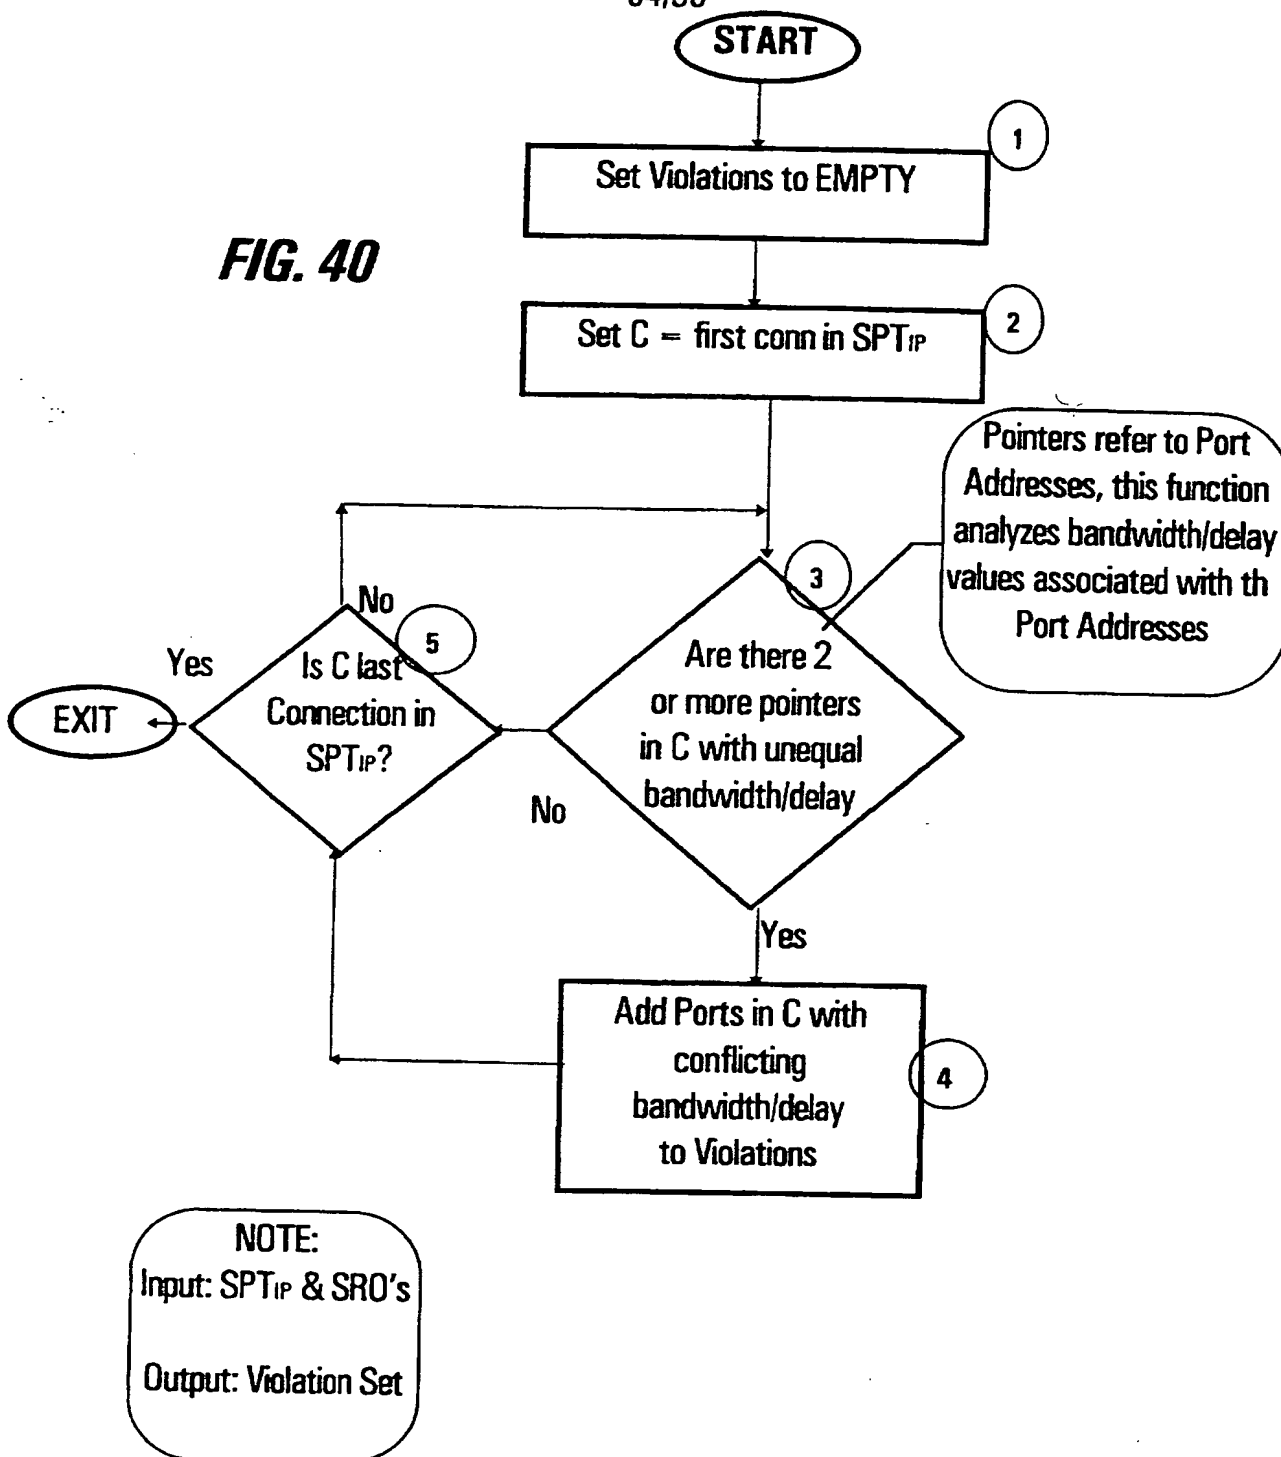 START
1
Set Violations to EMPTY
FIG. 40
2
Set C = first conn in SPTIP
Pointers refer to Port
Addresses, this function
analyzes bandwidth/delay
values associated with th
Port Addresses
3
No
5
Yes
Is C last
Connection in
SPTIP?
EXIT
Are there 2
or more pointers
in C with unequal
bandwidth/delay
No
Yes
Add Ports in C with
conflicting
bandwidth/delay
to Violations
4
NOTE:
Input: SPTIP & SRO's
Output: Violation Set